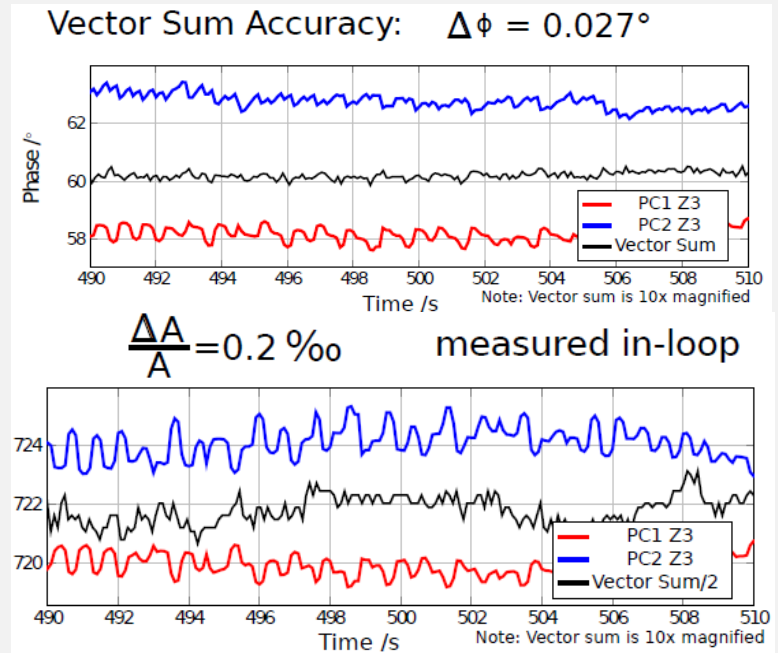 Vector Sum Accuracy: Δϕ = 0.027°
Phase /°
62
60
58
PC1 Z3
PC2 Z3
Vector Sum
490 492 494 496 498 500 502 504 506 508 510
Time /s
Note: Vector sum is 10x magnified
ΔA/A =0.2 ‰ measured in-loop
724
722
720
PC1 Z3
PC2 Z3
Vector Sum/2
490 492 494 496 498 500 502 504 506 508 510
Time /s
Note: Vector sum is 10x magnified